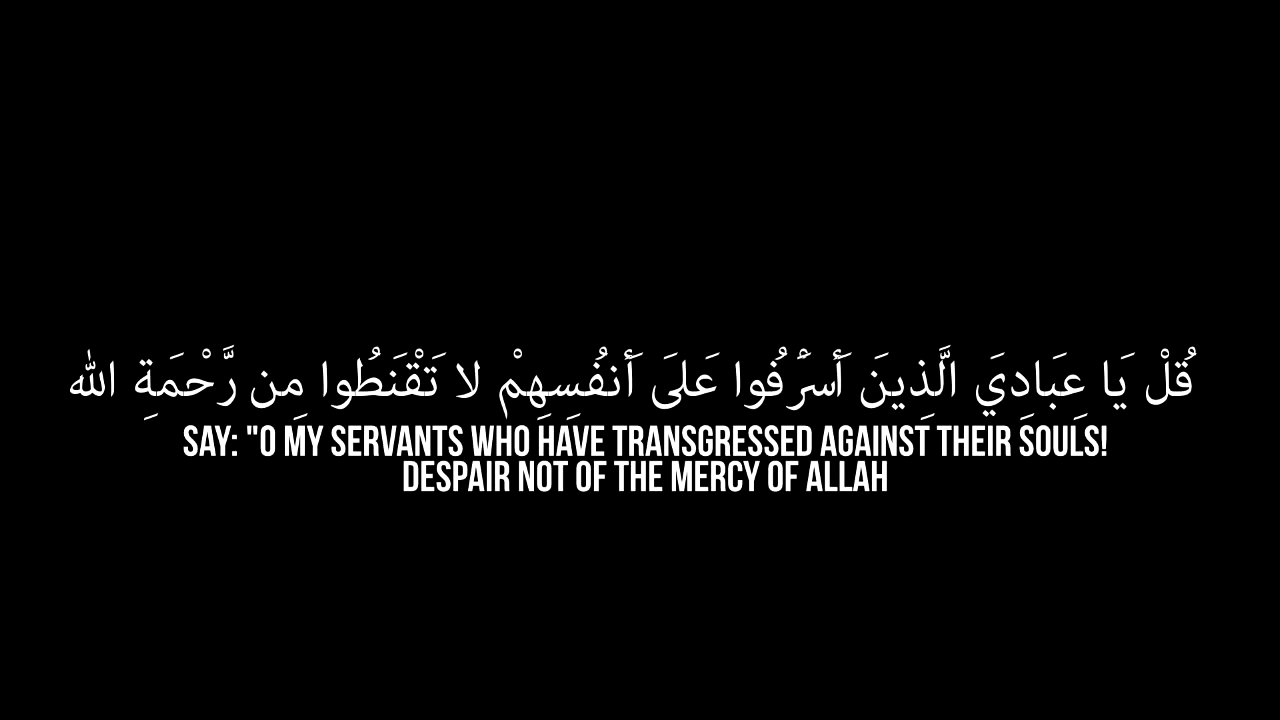 قُلْ يَا عِبَادِيَ الَّذِينَ أَسْرَفُوا عَلَى أَنفُسِهِمْ لا تَقْنَطُوا مِن رَّحْمَةِ الله
SAY: "O MY SERVANTS WHO HAVE TRANSGRESSED AGAINST THEIR SOULS!
DESPAIR NOT OF THE MERCY OF ALLAH